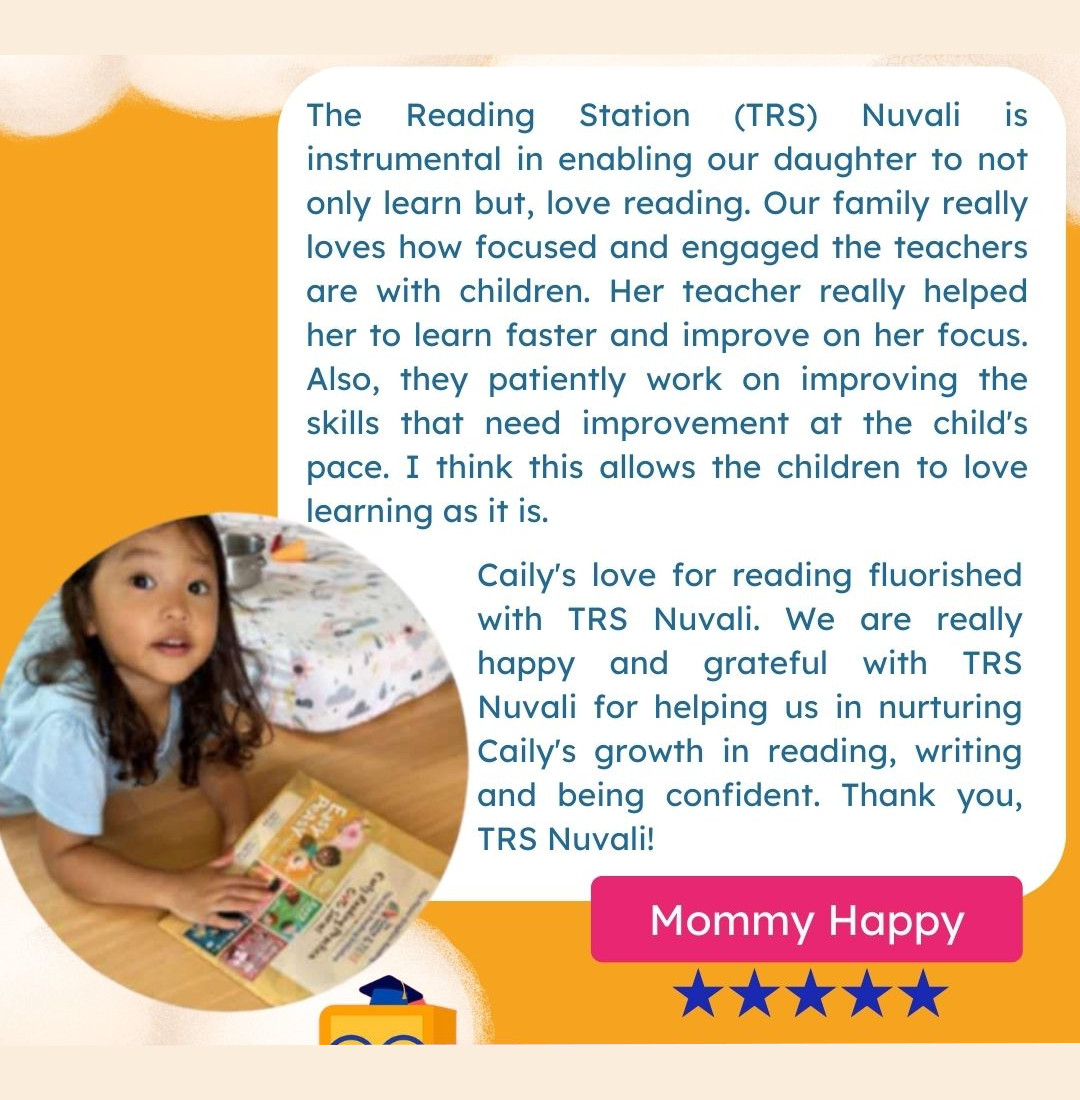 The Reading Station (TRS) Nuvali is
instrumental in enabling our daughter to not
only learn but, love reading. Our family really
loves how focused and engaged the teachers
are with children. Her teacher really helped
her to learn faster and improve on her focus.
Also, they patiently work on improving the
skills that need improvement at the child's
pace. I think this allows the children to love
learning as it is.
Caily's love for reading fluorished
with TRS Nuvali. We are really
happy and grateful with TRS
Nuvali for helping us in nurturing
Caily's growth in reading, writing
and being confident. Thank you,
TRS Nuvali!
Mommy Happy